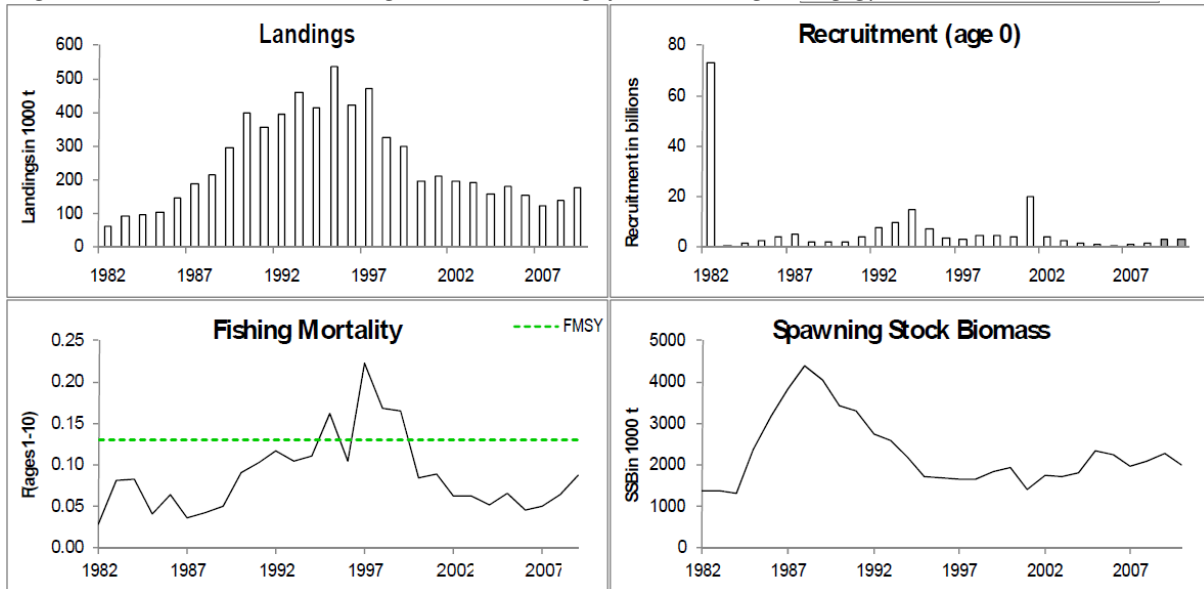 Landings
Landings in 1000 t
600
500
400
300
200
100
0
1982 1987 1992 1997 2002 2007
Recruitment (age 0)
Recruitment in billions
80
60
40
20
0
1982 1987 1992 1997 2002 2007
Fishing Mortality
FMSY
F(ages 1-10)
0.25
0.20
0.15
0.10
0.05
0.00
1982 1987 1992 1997 2002 2007
Spawning Stock Biomass
SSB in 1000 t
5000
4000
3000
2000
1000
0
1982 1987 1992 1997 2002 2007